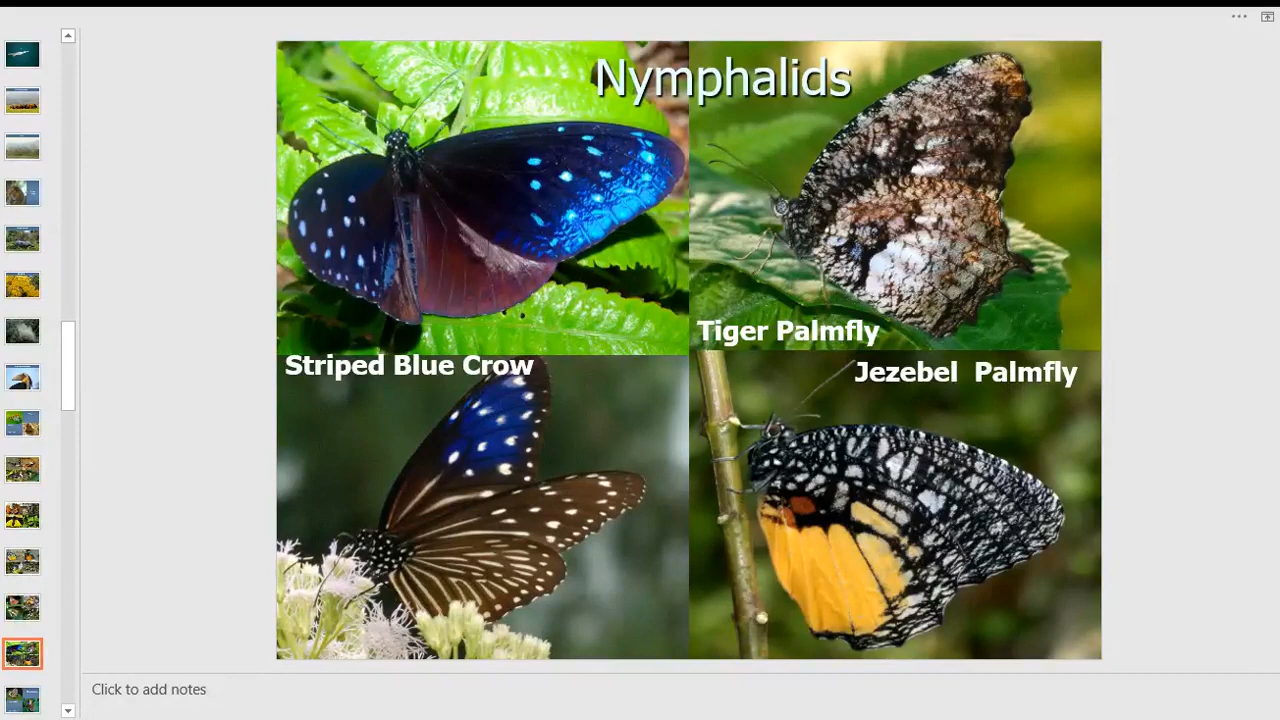 Nymphalids
Tiger Palmfly
Striped Blue Crow
Jezebel  Palmfly
Click to add notes